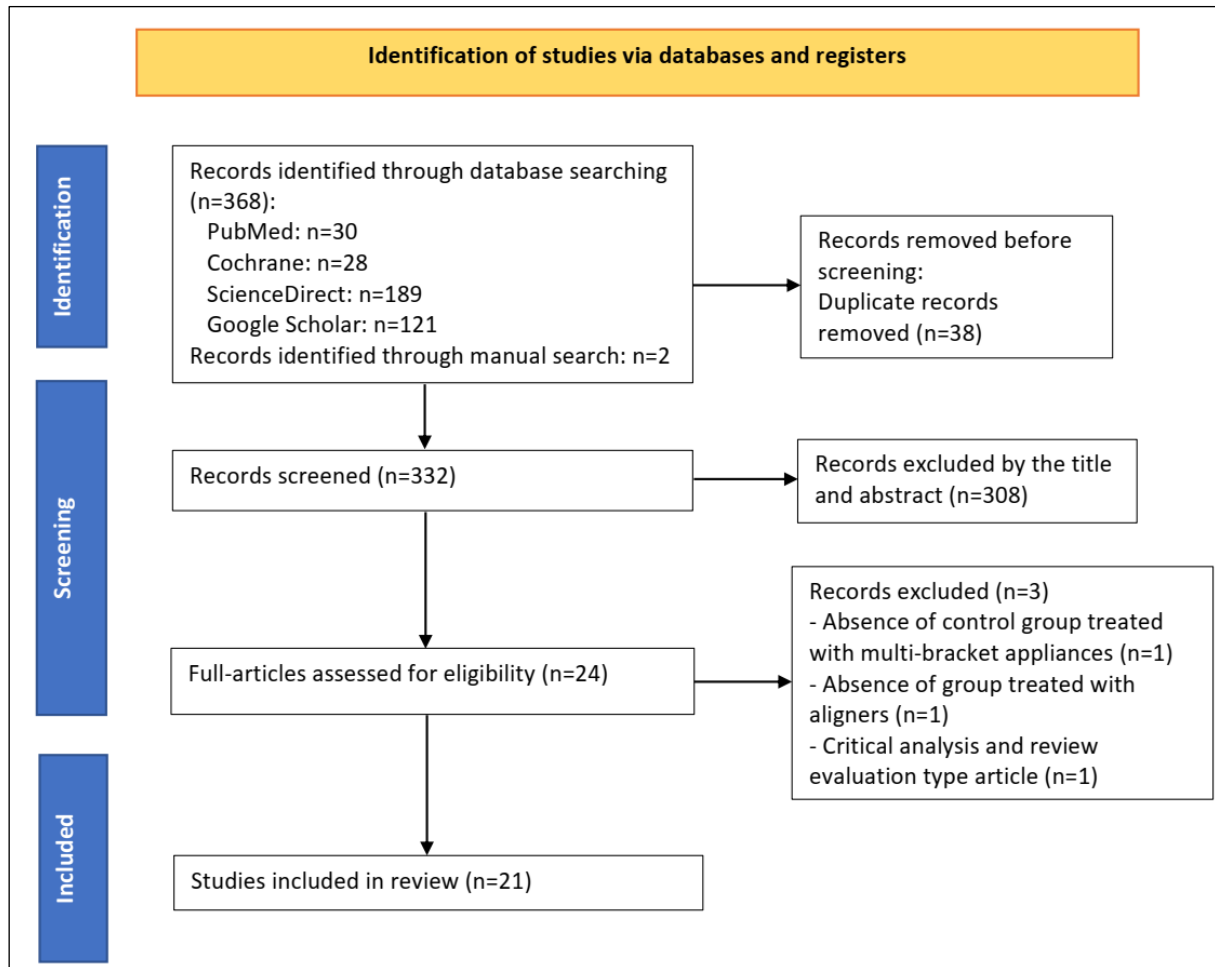 Identification of studies via databases and registers
Identification
Records identified through database searching
(n=368):
PubMed: n=30
Cochrane: n=28
ScienceDirect: n=189
Google Scholar: n=121
Records identified through manual search: n=2
Records removed before
screening:
Duplicate records
removed (n=38)
Screening
Records screened (n=332)
Records excluded by the title
and abstract (n=308)
Full-articles assessed for eligibility (n=24)
Records excluded (n=3)
- Absence of control group treated
with multi-bracket appliances (n=1)
- Absence of group treated with
aligners (n=1)
- Critical analysis and review
evaluation type article (n=1)
Included
Studies included in review (n=21)